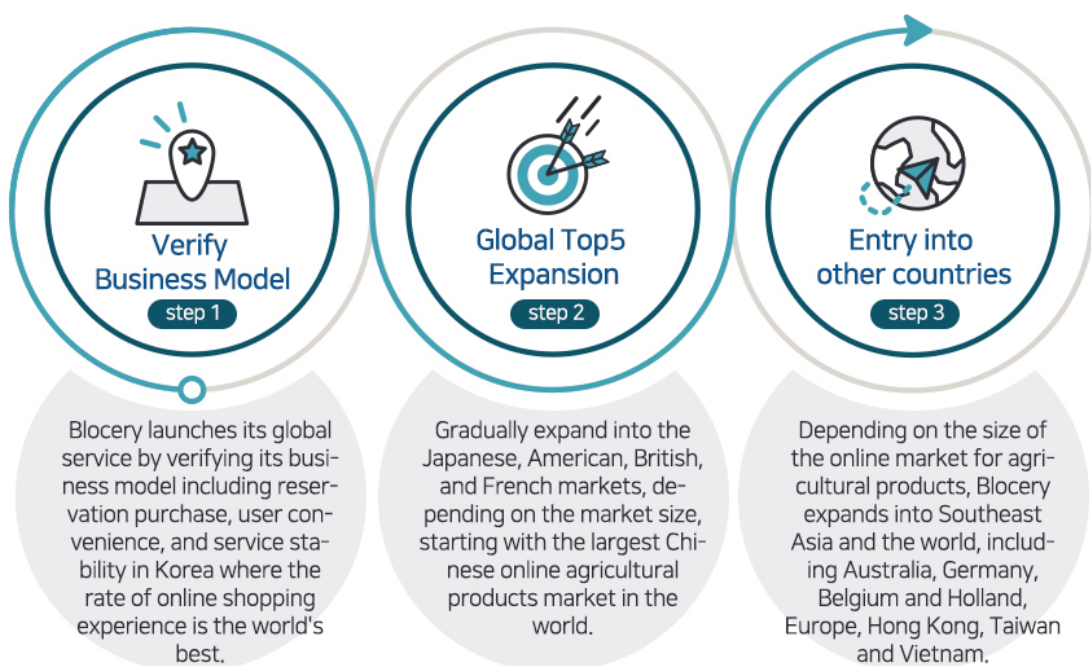 Verify
Business Model
step 1
Blocery launches its global
service by verifying its busi-
ness model including reser-
vation purchase, user con-
venience, and service sta-
bility in Korea where the
rate of online shopping
experience is the world's
best.
Global Top5
Expansion
step 2
Gradually expand into the
Japanese, American, British,
and French markets, de-
pending on the market size,
starting with the largest Chi-
nese online agricultural
products market in the
world.
Entry into
other countries
step 3
Depending on the size of
the online market for agri-
cultural products, Blocery
expands into Southeast
Asia and the world, includ-
ing Australia, Germany,
Belgium and Holland,
Europe, Hong Kong, Taiwan
and Vietnam.